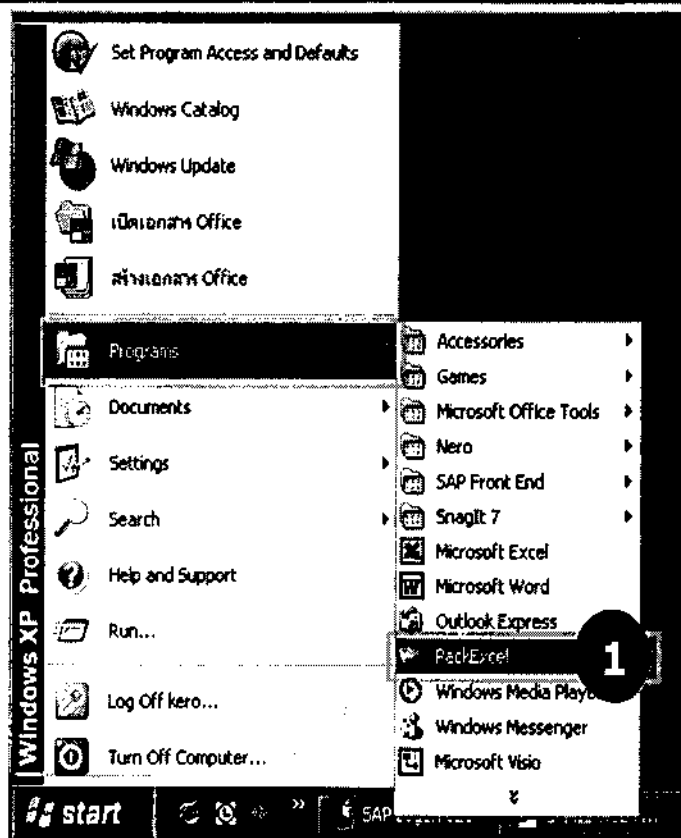 Set Program Access and Defaults
Windows Catalog
Windows Update
เปิดเอกสาร Office
สร้างเอกสาร Office
Programs
Documents
Settings
Search
Help and Support
Run...
Log Off kero...
Turn Off Computer...
Windows XP Professional
Accessories
Games
Microsoft Office Tools
Nero
SAP Front End
SnagIt 7
Microsoft Excel
Microsoft Word
Outlook Express
PackExcel
1
Windows Media
Windows Messenger
Microsoft Visio
start
SAP